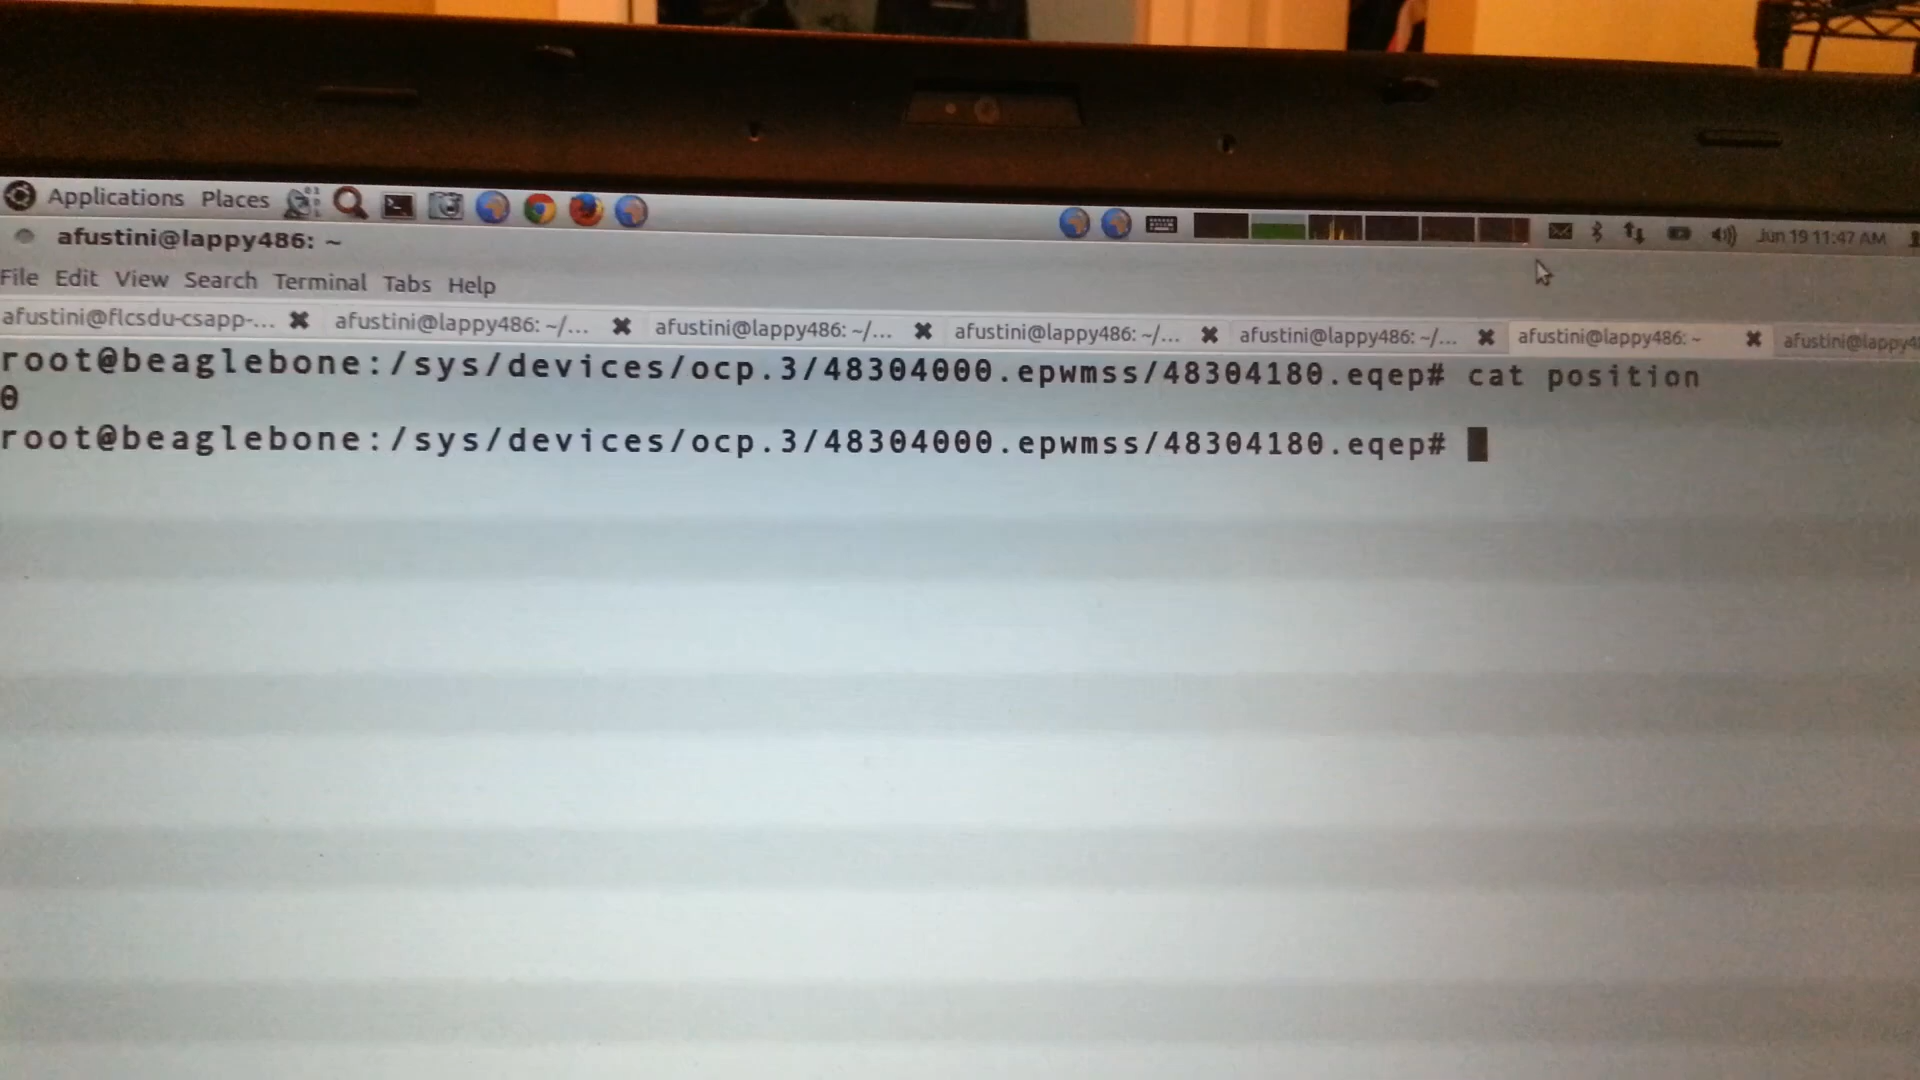 Applications Places
Jun 19 11:47 AM
afustini@lappy486: ~
File Edit View Search Terminal Tabs Help
afustini@flcsdu-csapp-... afustini@lappy486: ~/... afustini@lappy486: ~/... afustini@lappy486: ~/... afustini@lappy486: ~/... afustini@lappy486: ~ afustini@lappy4
root@beaglebone:/sys/devices/ocp.3/48304000.epwmss/48304180.eqep# cat position
0
root@beaglebone:/sys/devices/ocp.3/48304000.epwmss/48304180.eqep#